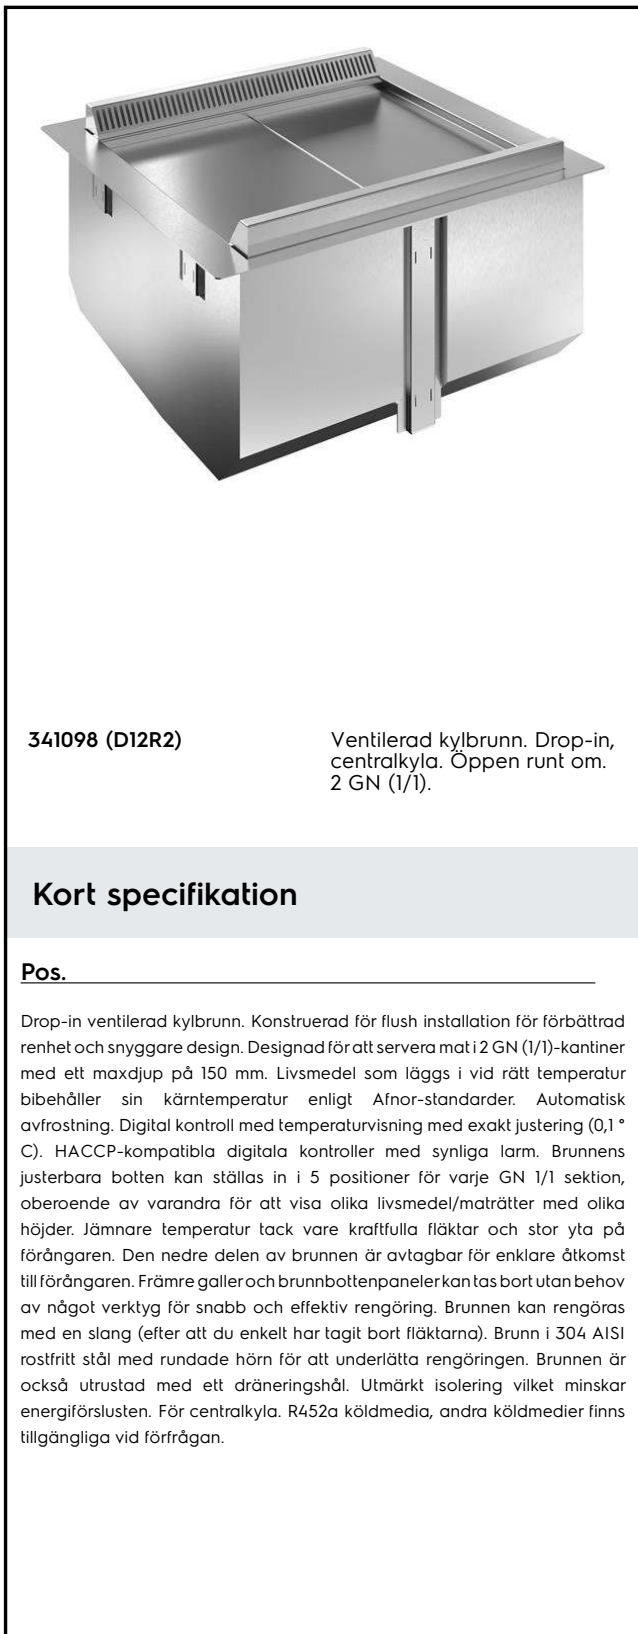 341098 (D12R2)
Ventilerad kylbrunn. Drop-in,
centralkyla. Öppen runt om.
2 GN (1/1).
Kort specifikation
Pos.
Drop-in ventilerad kylbrunn. Konstruerad för flush installation för förbättrad
renhet och snyggare design. Designad för att servera mat i 2 GN (1/1)-kantiner
med ett maxdjup på 150 mm. Livsmedel som läggs i vid rätt temperatur
bibehåller sin kärntemperatur enligt Afnor-standarder. Automatisk
avfrostning. Digital kontroll med temperaturvisning med exakt justering (0,1 °
C). HACCP-kompatibla digitala kontroller med synliga larm. Brunnens
justerbara botten kan ställas in i 5 positioner för varje GN 1/1 sektion,
oberoende av varandra för att visa olika livsmedel/maträtter med olika
höjder. Jämnare temperatur tack vare kraftfulla fläktar och stor yta på
förångaren. Den nedre delen av brunnen är avtagbar för enklare åtkomst
till förångaren. Främre galler och brunnbottenpaneler kan tas bort utan behov
av något verktyg för snabb och effektiv rengöring. Brunnen kan rengöras
med en slang (efter att du enkelt har tagit bort fläktarna). Brunn i 304 AISI
rostfritt stål med rundade hörn för att underlätta rengöringen. Brunnen är
också utrustad med ett dräneringshål. Utmärkt isolering vilket minskar
energiförslusten. För centralkyla. R452a köldmedia, andra köldmedier finns
tillgängliga vid förfrågan.